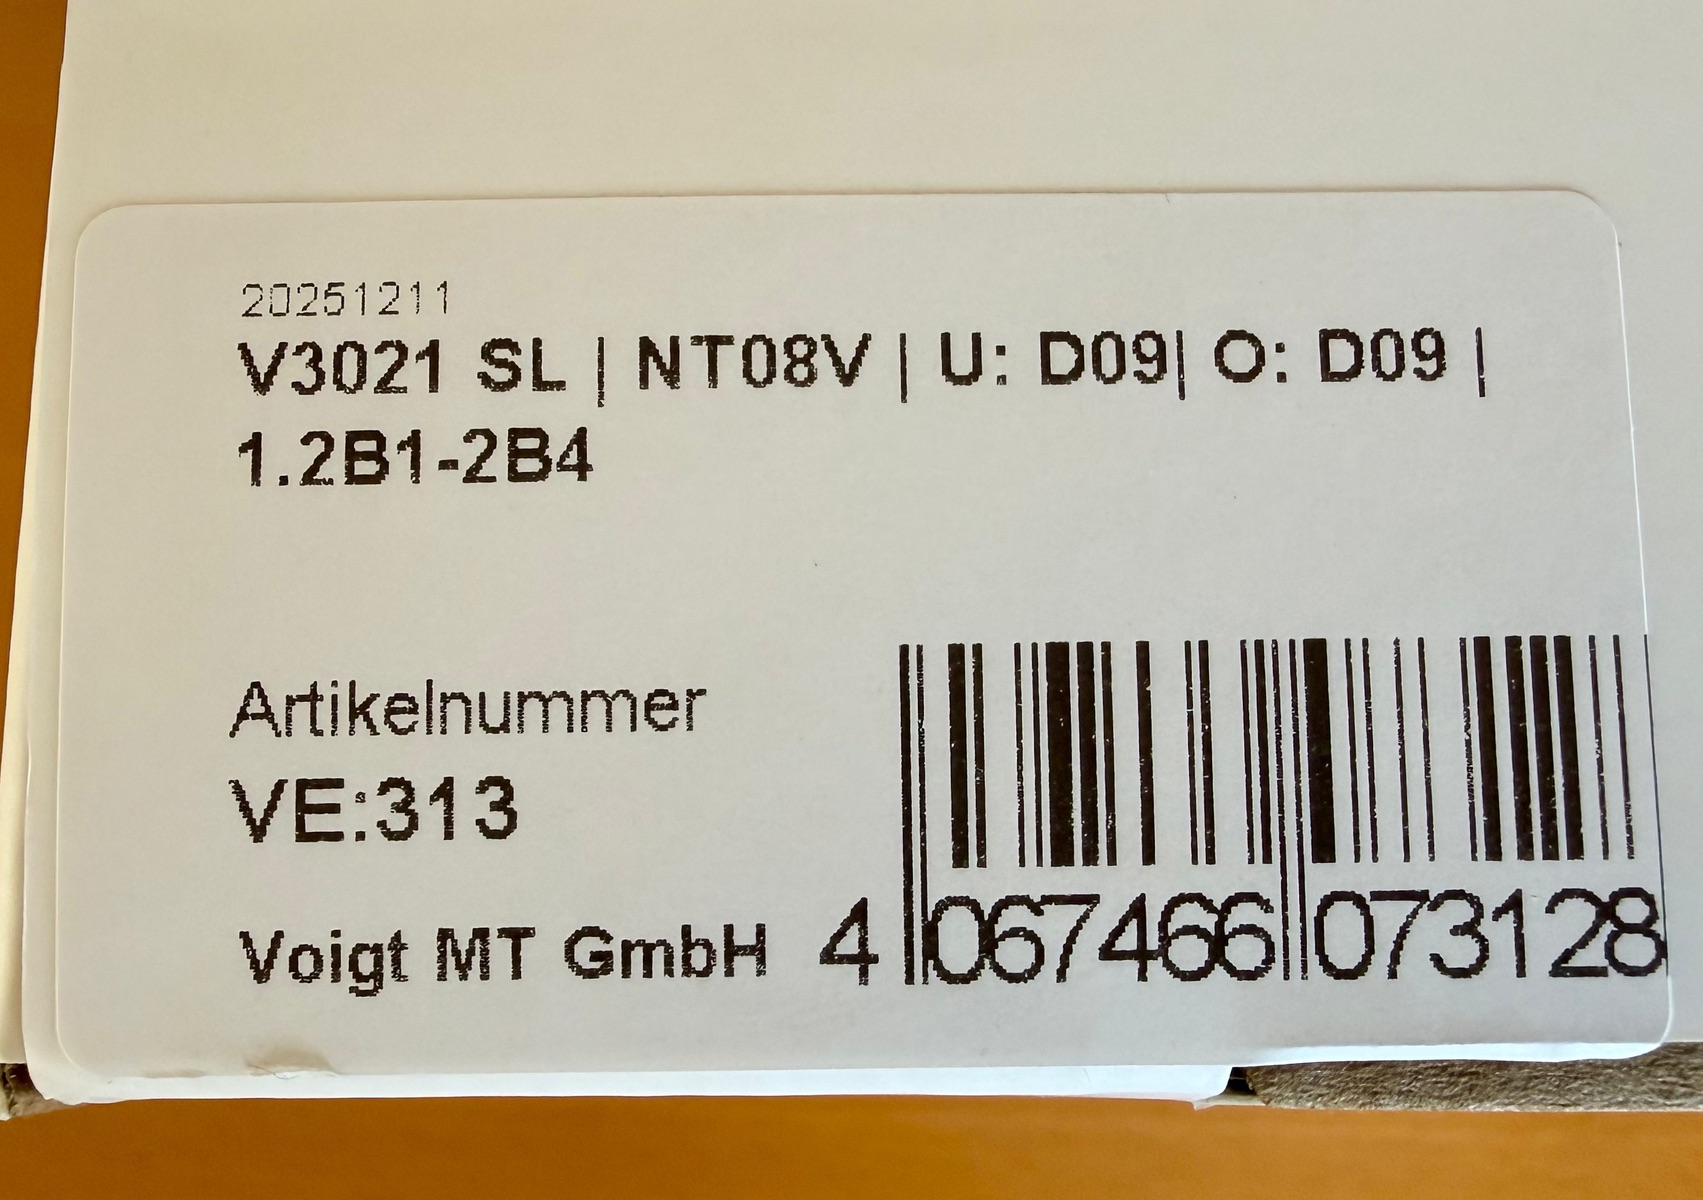 20251211
V3021 SL | NT08V | U: D09| O: D09 |
1.2B1-2B4
Artikelnummer
VE:313
Voigt MT GmbH
4 067466 073128